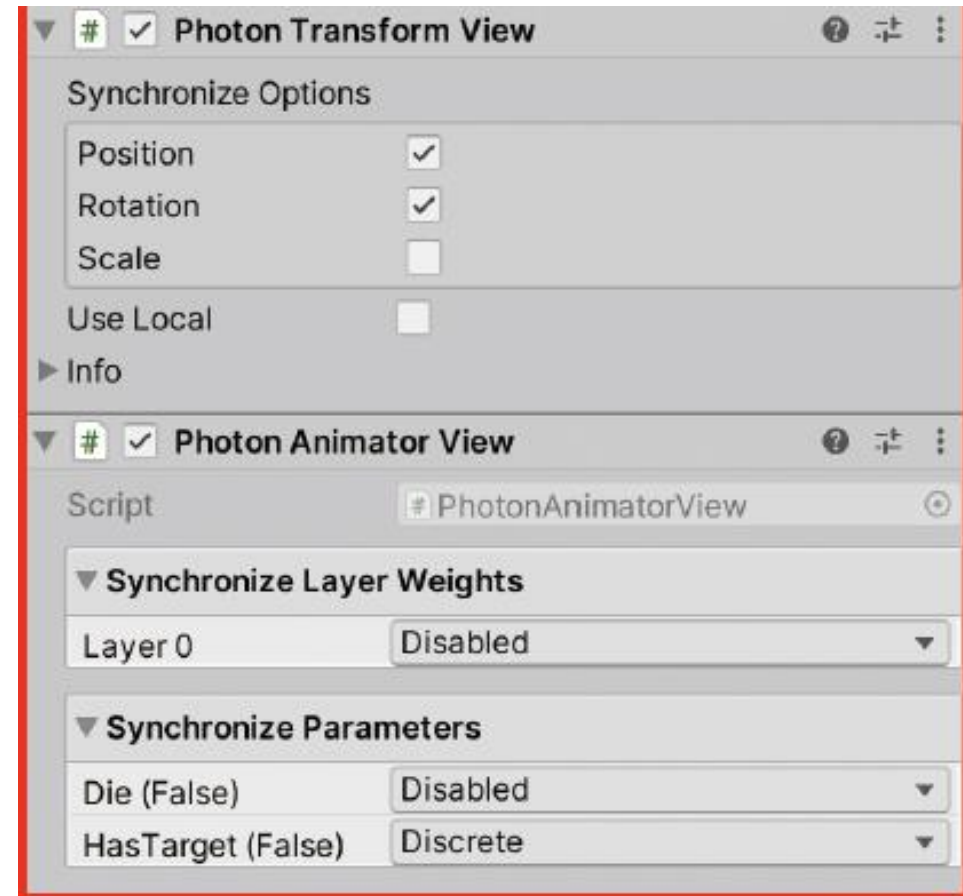 # Photon Transform View
Synchronize Options
Position
Rotation
Scale
Use Local
Info
# Photon Animator View
Script # PhotonAnimatorView
Synchronize Layer Weights
Layer 0 Disabled
Synchronize Parameters
Die (False) Disabled
HasTarget (False) Discrete